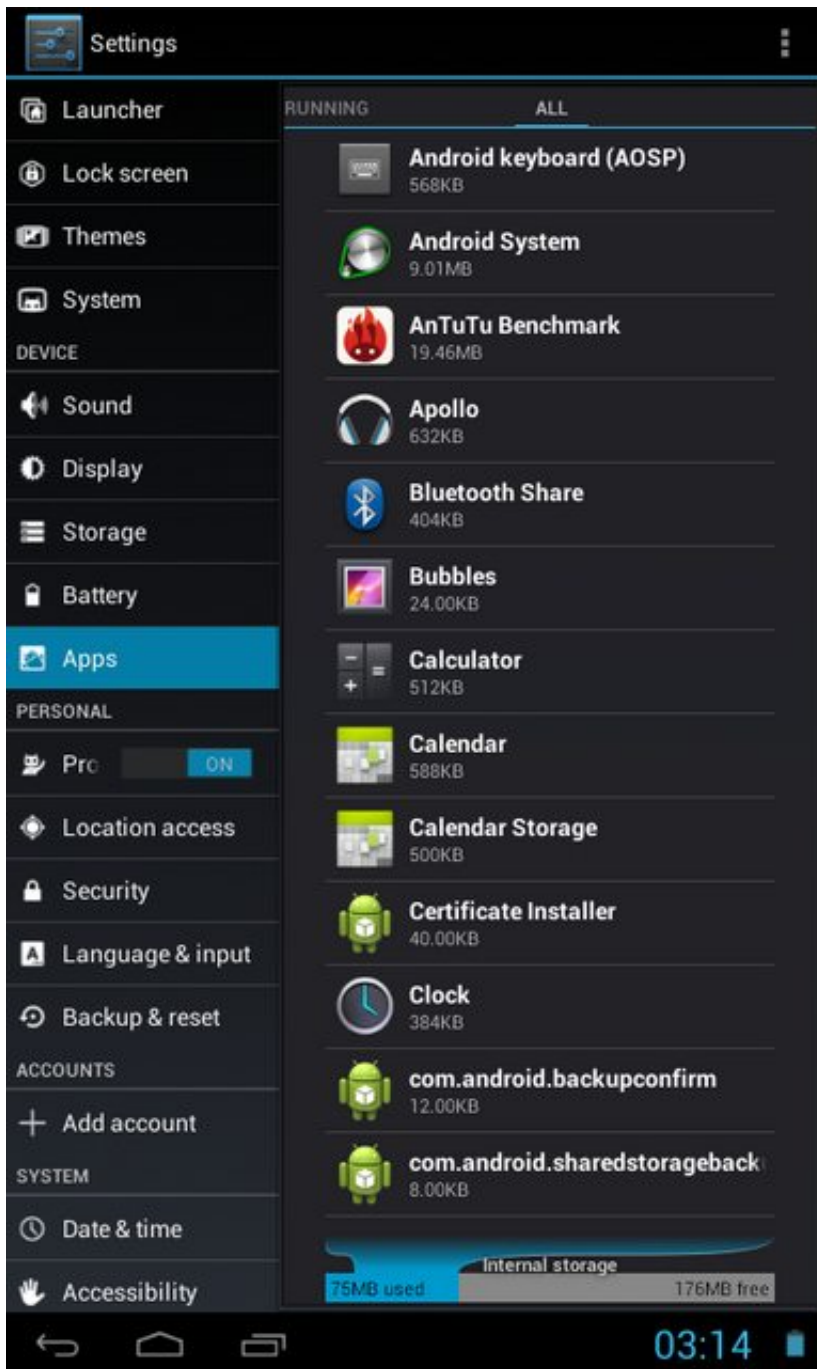 Settings
Launcher
Lock screen
Themes
System
DEVICE
Sound
Display
Storage
Battery
Apps
PERSONAL
Pro
ON
Location access
Security
Language & input
Backup & reset
ACCOUNTS
Add account
SYSTEM
Date & time
Accessibility
RUNNING
ALL
Android keyboard (AOSP)
568KB
Android System
9.01MB
AnTuTu Benchmark
19.46MB
Apollo
632KB
Bluetooth Share
404KB
Bubbles
24.00KB
Calculator
512KB
Calendar
588KB
Calendar Storage
500KB
Certificate Installer
40.00KB
Clock
384KB
com.android.backupconfirm
12.00KB
com.android.sharedstorageback
8.00KB
Internal storage
75MB used
176MB free
03:14